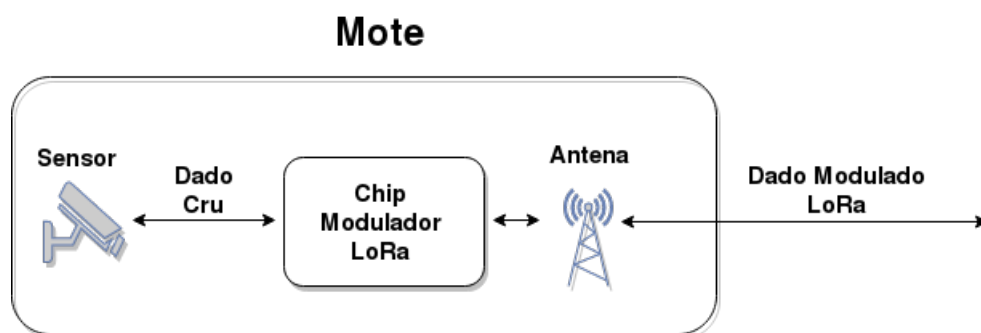 Mote
Sensor
Dado
Cru
Chip
Modulador
LoRa
Antena
Dado Modulado
LoRa